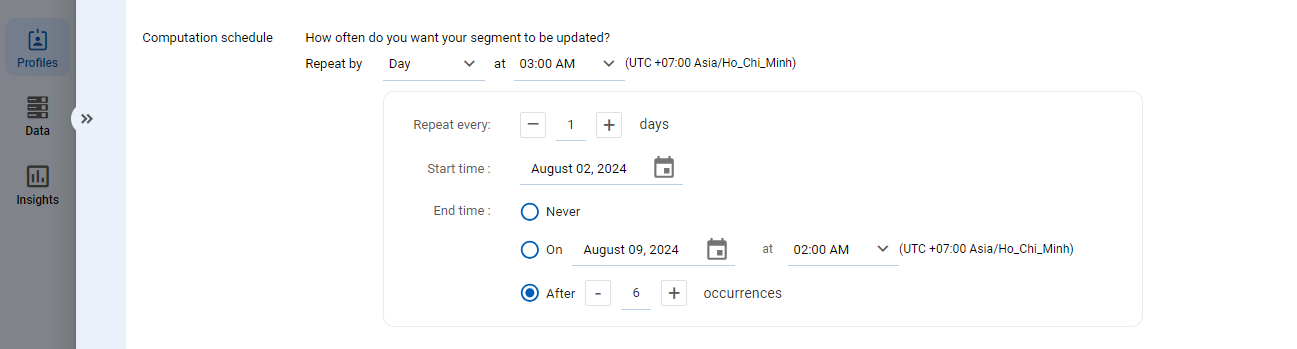 Profiles
Data
Insights
Computation schedule How often do you want your segment to be updated?
Repeat by Day at 03:00 AM (UTC +07:00 Asia/Ho_Chi_Minh)
Repeat every: − 1 + days
Start time : August 02, 2024
End time : Never
On August 09, 2024 at 02:00 AM (UTC +07:00 Asia/Ho_Chi_Minh)
After - 6 + occurrences